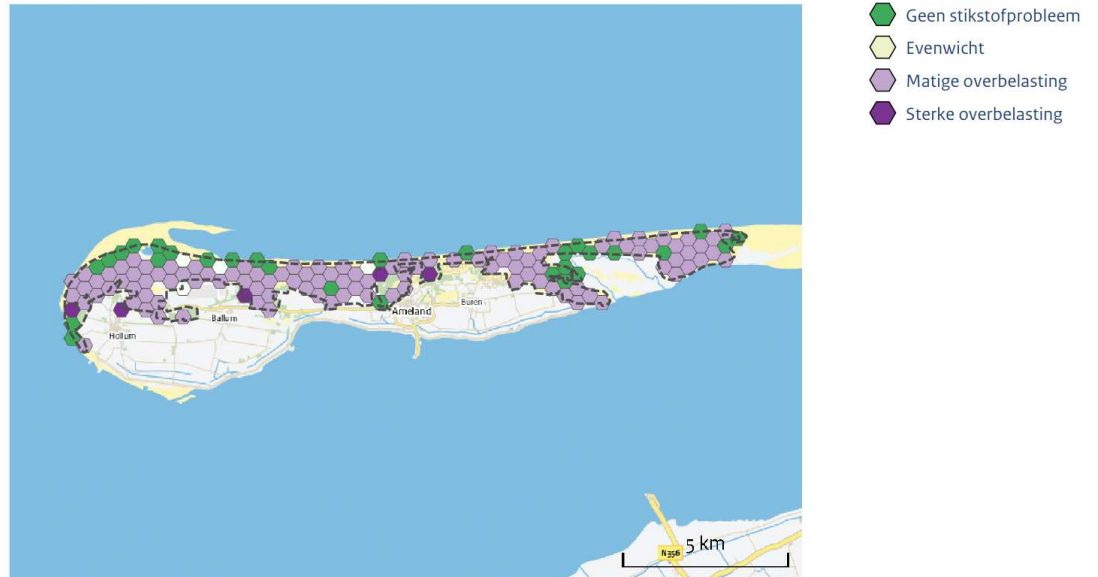 Geen stikstofprobleem
Evenwicht
Matige overbelasting
Sterke overbelasting
Buren
Ameland
Ballum
Hollum
N356
5 km